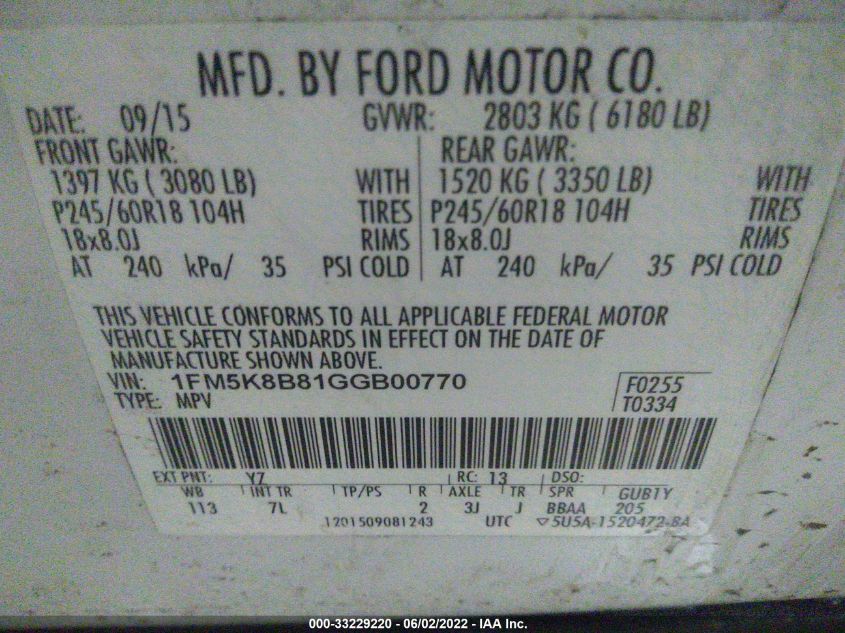 MFD. BY FORD MOTOR CO.
DATE: 09/15 GVWR: 2803 KG ( 6180 LB)
FRONT GAWR: REAR GAWR:
1397 KG ( 3080 LB) WITH 1520 KG ( 3350 LB) WITH
P245/60R18 104H TIRES P245/60R18 104H TIRES
18x8.0J RIMS 18x8.0J RIMS
AT 240 kPa/ 35 PSI COLD AT 240 kPa/ 35 PSI COLD
THIS VEHICLE CONFORMS TO ALL APPLICABLE FEDERAL MOTOR
VEHICLE SAFETY STANDARDS IN EFFECT ON THE DATE OF
MANUFACTURE SHOWN ABOVE.
VIN: 1FM5K8B81GGB00770 F0255
TYPE: MPV T0334
EXT PNT: Y7 RC: 13 DSO:
WB INT TR TP/PS R AXLE TR SPR GUB1Y
113 7L 2 3J J BBAA 205
1201509081243 UTC ▽5U5A-1520472-BA
000-33229220 - 06/02/2022 - IAA Inc.